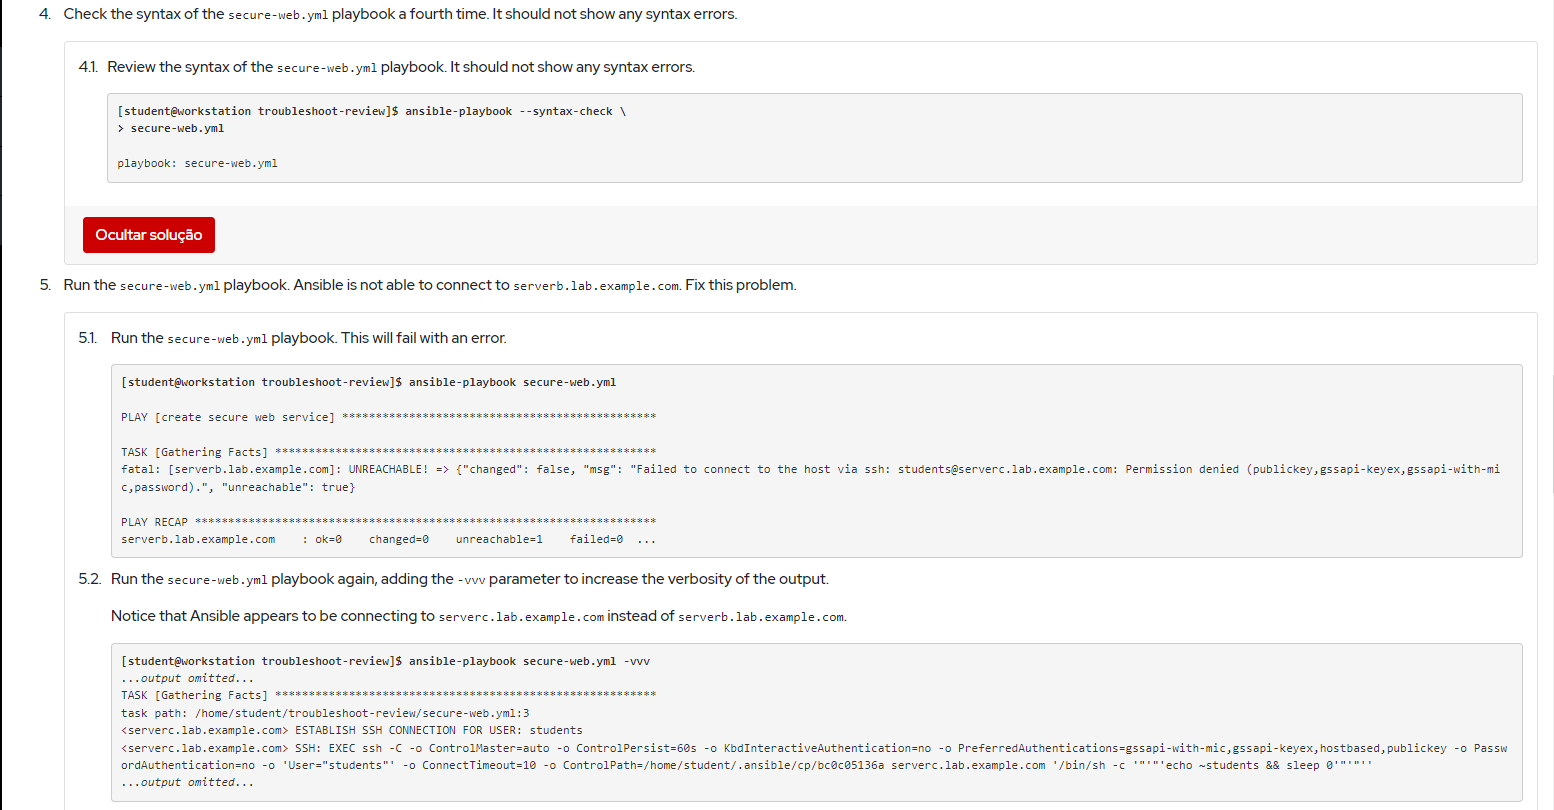 4. Check the syntax of the secure-web.yml playbook a fourth time. It should not show any syntax errors.
4.1. Review the syntax of the secure-web.yml playbook. It should not show any syntax errors.
[student@workstation troubleshoot-review]$ ansible-playbook --syntax-check \
> secure-web.yml
playbook: secure-web.yml
Ocultar solução
5. Run the secure-web.yml playbook. Ansible is not able to connect to serverb.lab.example.com. Fix this problem.
5.1. Run the secure-web.yml playbook. This will fail with an error.
[student@workstation troubleshoot-review]$ ansible-playbook secure-web.yml
PLAY [create secure web service] ***********************************************
TASK [Gathering Facts] *********************************************************
fatal: [serverb.lab.example.com]: UNREACHABLE! => {"changed": false, "msg": "Failed to connect to the host via ssh: students@serverc.lab.example.com: Permission denied (publickey,gssapi-keyex,gssapi-with-mi
c,password).", "unreachable": true}
PLAY RECAP *********************************************************************
serverb.lab.example.com : ok=0 changed=0 unreachable=1 failed=0 ...
5.2. Run the secure-web.yml playbook again, adding the -vvv parameter to increase the verbosity of the output.
Notice that Ansible appears to be connecting to serverc.lab.example.com instead of serverb.lab.example.com.
[student@workstation troubleshoot-review]$ ansible-playbook secure-web.yml -vvv
...output omitted...
TASK [Gathering Facts] *********************************************************
task path: /home/student/troubleshoot-review/secure-web.yml:3
<serverc.lab.example.com> ESTABLISH SSH CONNECTION FOR USER: students
<serverc.lab.example.com> SSH: EXEC ssh -C -o ControlMaster=auto -o ControlPersist=60s -o KbdInteractiveAuthentication=no -o PreferredAuthentications=gssapi-with-mic,gssapi-keyex,hostbased,publickey -o Passw
ordAuthentication=no -o 'User="students"' -o ConnectTimeout=10 -o ControlPath=/home/student/.ansible/cp/bc0c05136a serverc.lab.example.com '/bin/sh -c '"'"'echo ~students && sleep 0'"'"''
...output omitted...